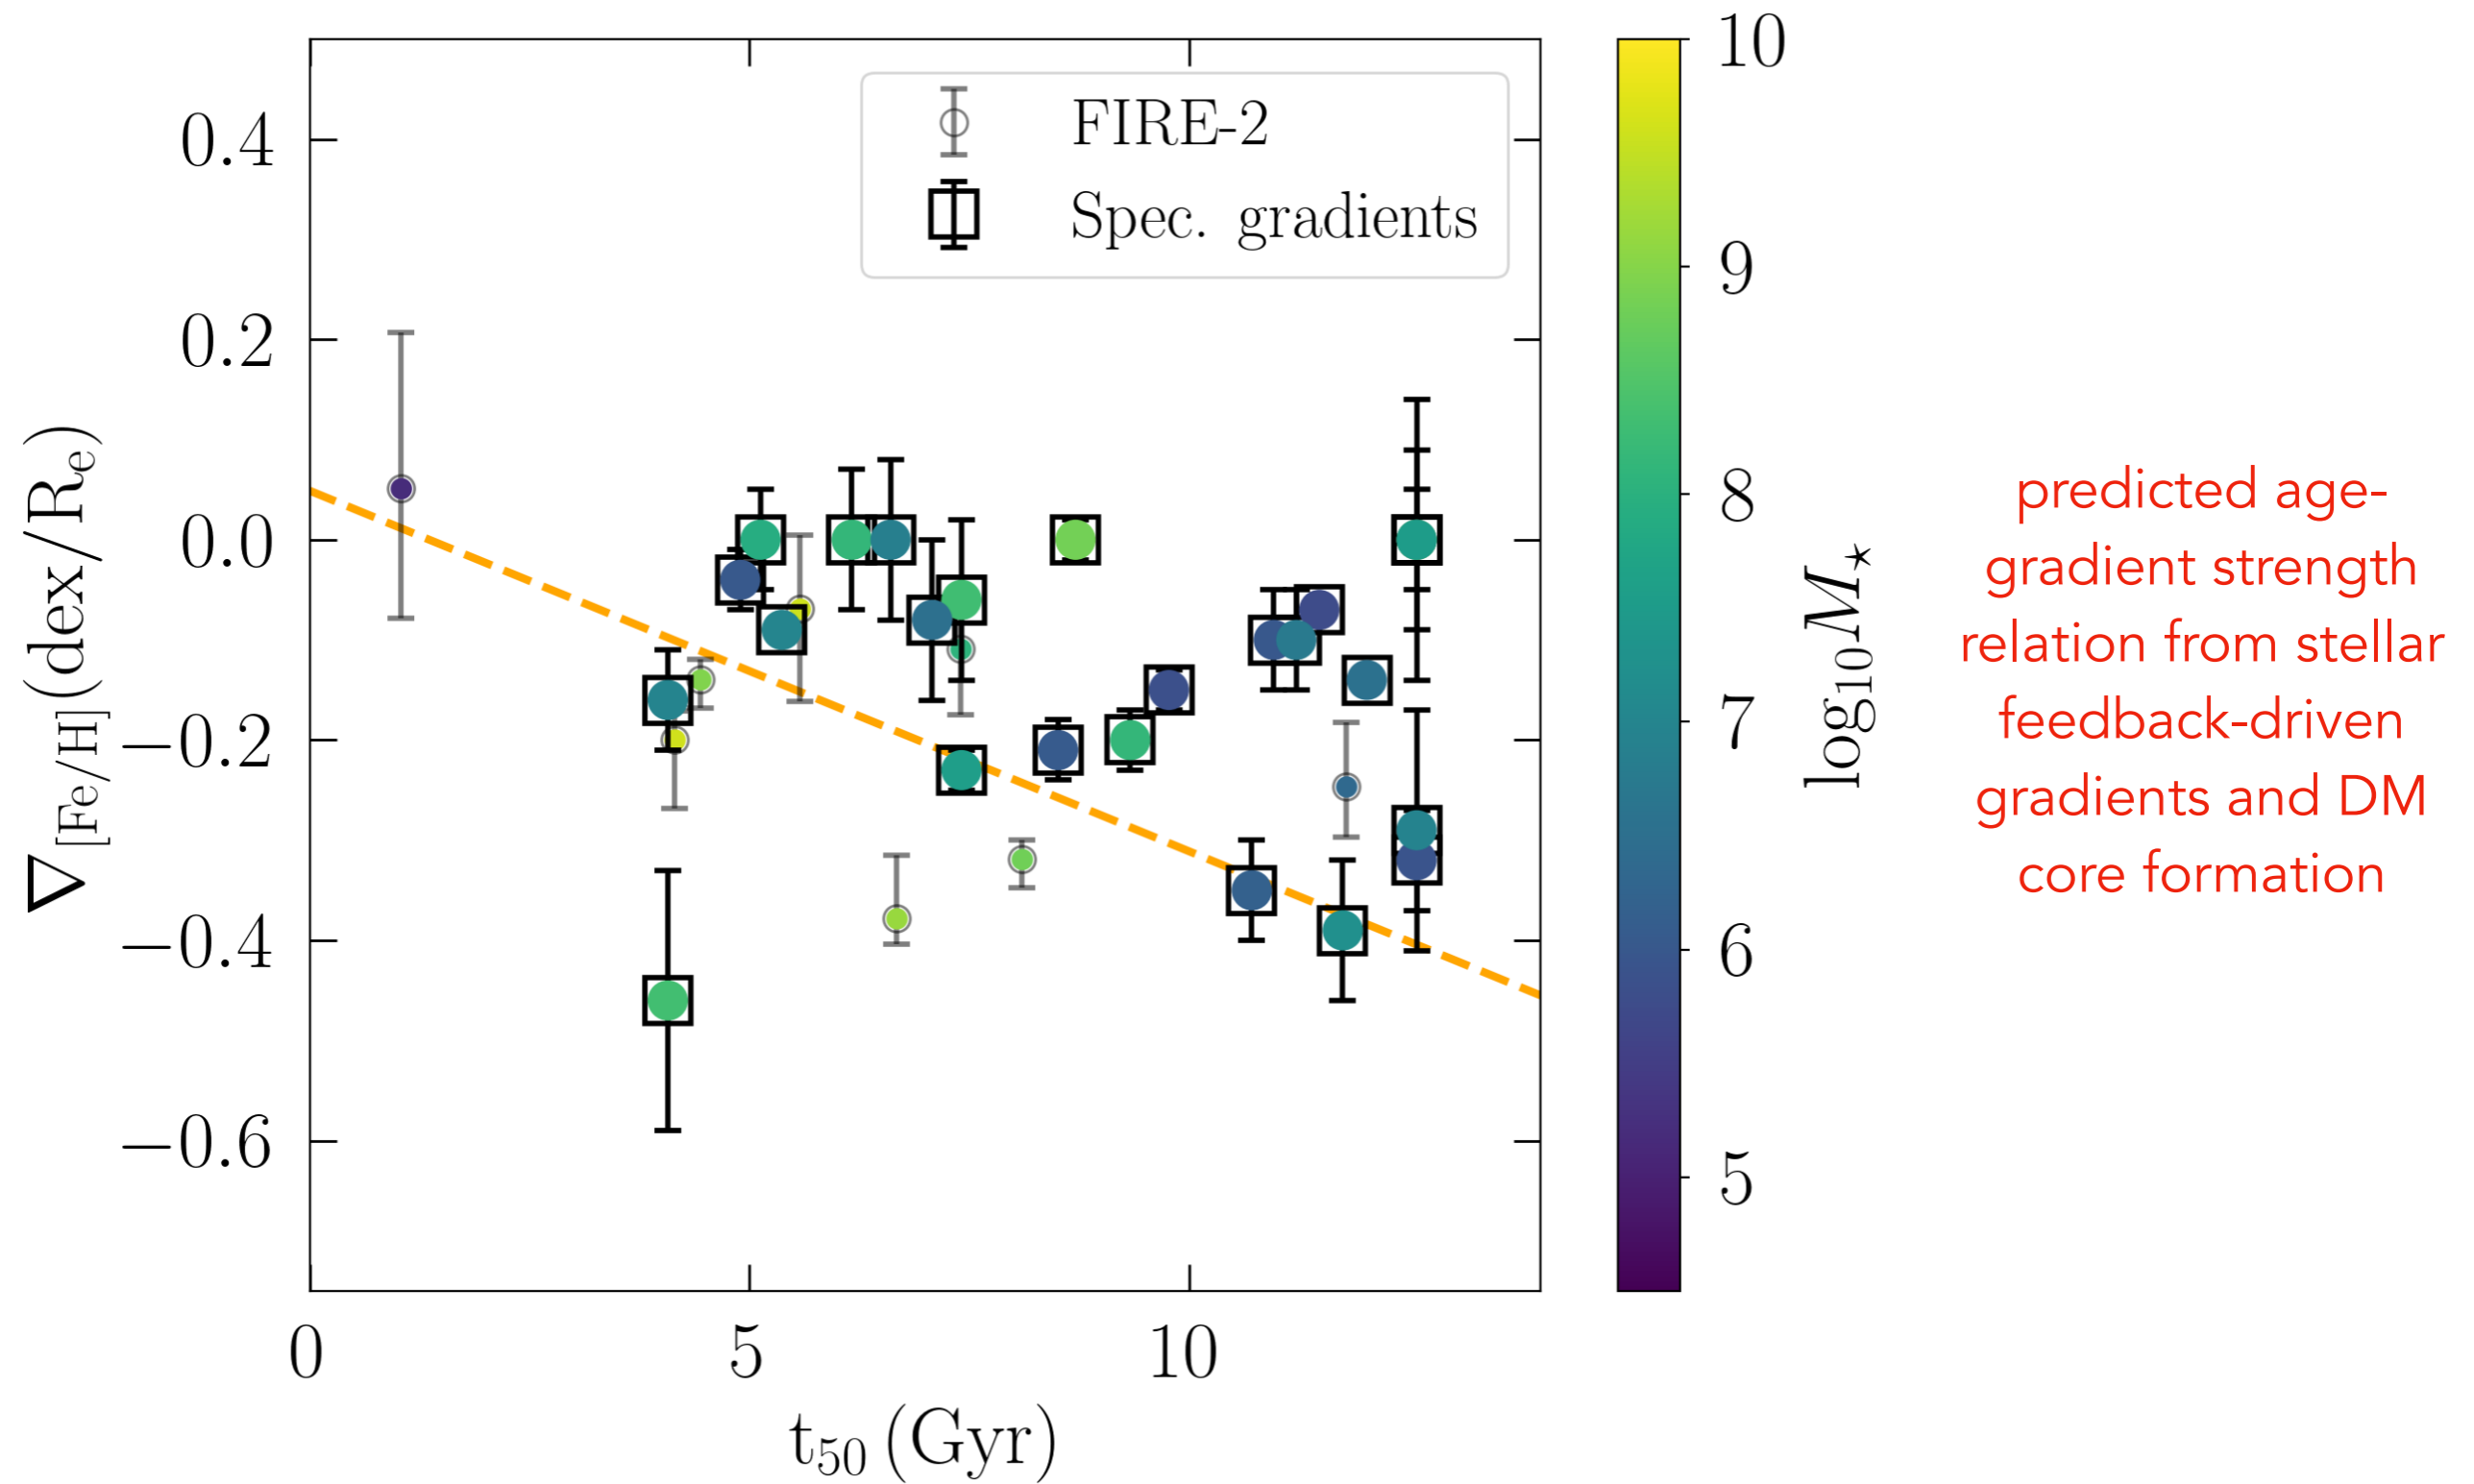 FIRE-2
Spec. gradients
0.4
0.2
0.0
−0.2
−0.4
−0.6
∇[Fe/H](dex/Re)
0
5
10
t50 (Gyr)
10
9
8
7
6
5
log10M⋆
predicted age-
gradient strength
relation from stellar
feedback-driven
gradients and DM
core formation